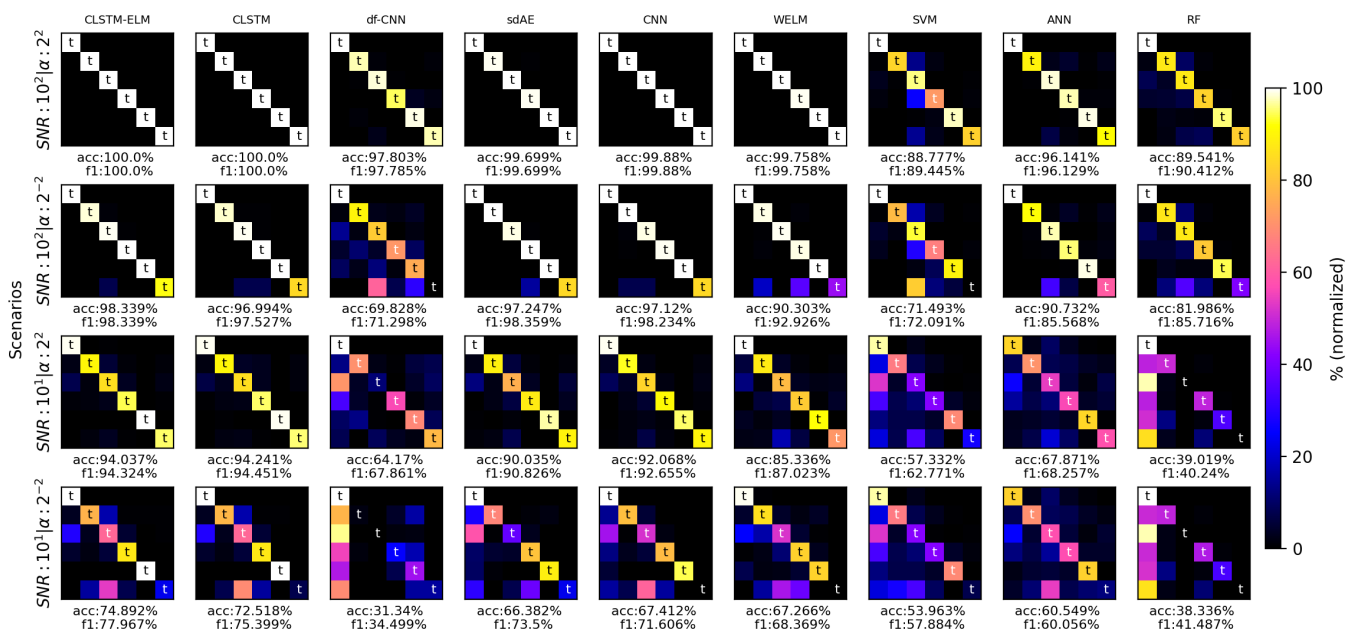 CLSTM-ELM CLSTM df-CNN sdAE CNN WELM SVM ANN RF
SNR : 10² | α : 2²
t t t t t t t t t
t t t t t t t t t
t t t t t t t t t
t t t t t t t t t
t t t t t t t t t
t t t t t t t t t
acc:100.0% acc:100.0% acc:97.803% acc:99.699% acc:99.88% acc:99.758% acc:88.777% acc:96.141% acc:89.541%
f1:100.0% f1:100.0% f1:97.785% f1:99.699% f1:99.88% f1:99.758% f1:89.445% f1:96.129% f1:90.412%
SNR : 10² | α : 2⁻²
t t t t t t t t t
t t t t t t t t t
t t t t t t t t t
t t t t t t t t t
t t t t t t t t t
t t t t t t t t t
acc:98.339% acc:96.994% acc:69.828% acc:97.247% acc:97.12% acc:90.303% acc:71.493% acc:90.732% acc:81.986%
f1:98.339% f1:97.527% f1:71.298% f1:98.359% f1:98.234% f1:92.926% f1:72.091% f1:85.568% f1:85.716%
Scenarios
SNR : 10¹ | α : 2²
t t t t t t t t t
t t t t t t t t t
t t t t t t t t t
t t t t t t t t t
t t t t t t t t t
t t t t t t t t t
acc:94.037% acc:94.241% acc:64.17% acc:90.035% acc:92.068% acc:85.336% acc:57.332% acc:67.871% acc:39.019%
f1:94.324% f1:94.451% f1:67.861% f1:90.826% f1:92.655% f1:87.023% f1:62.771% f1:68.257% f1:40.24%
SNR : 10¹ | α : 2⁻²
t t t t t t t t t
t t t t t t t t t
t t t t t t t t t
t t t t t t t t t
t t t t t t t t t
t t t t t t t t t
acc:74.892% acc:72.518% acc:31.34% acc:66.382% acc:67.412% acc:67.266% acc:53.963% acc:60.549% acc:38.336%
f1:77.967% f1:75.399% f1:34.499% f1:73.5% f1:71.606% f1:68.369% f1:57.884% f1:60.056% f1:41.487%
100
80
60
40
20
0
% (normalized)